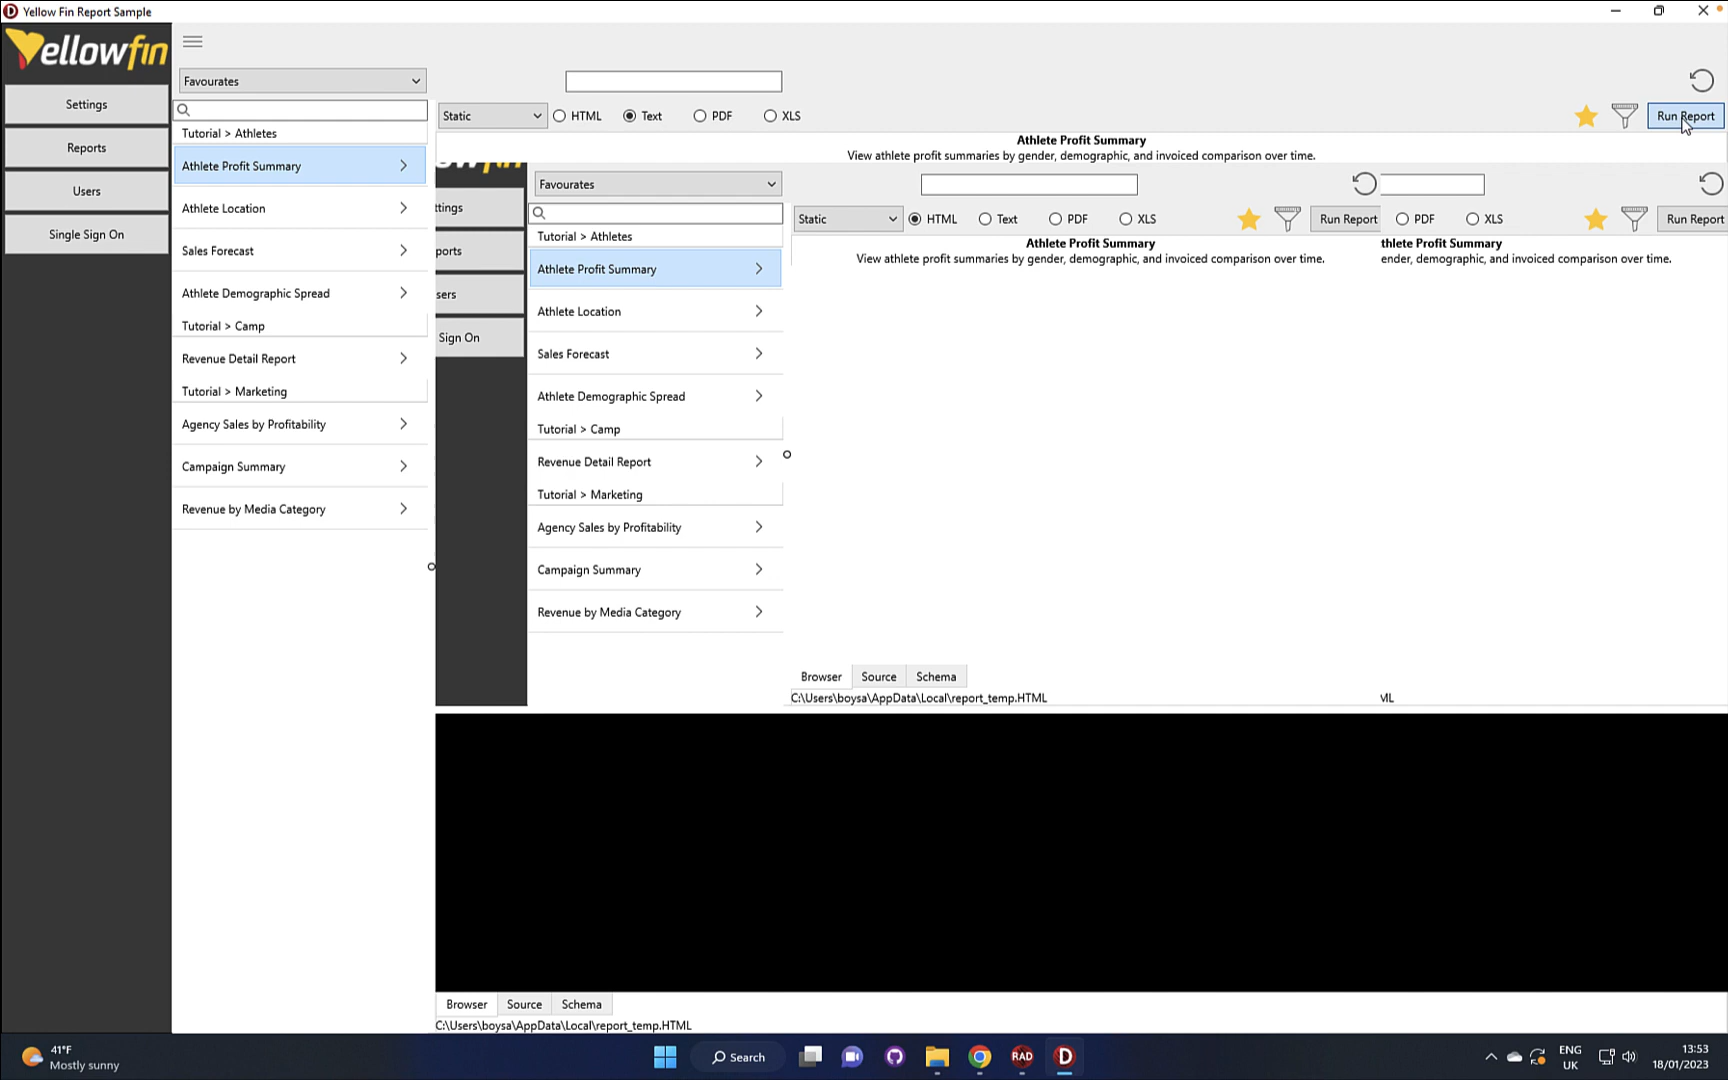 Yellow Fin Report Sample
Yellowfin
Settings
Reports
Users
Single Sign On
Favourates
Tutorial > Athletes
Athlete Profit Summary
Athlete Location
Sales Forecast
Athlete Demographic Spread
Tutorial > Camp
Revenue Detail Report
Tutorial > Marketing
Agency Sales by Profitability
Campaign Summary
Revenue by Media Category
Static
HTML
Text
PDF
XLS
Run Report
Athlete Profit Summary
View athlete profit summaries by gender, demographic, and invoiced comparison over time.
lowfin
ttings
ports
sers
Sign On
Favourates
Tutorial > Athletes
Athlete Profit Summary
Athlete Location
Sales Forecast
Athlete Demographic Spread
Tutorial > Camp
Revenue Detail Report
Tutorial > Marketing
Agency Sales by Profitability
Campaign Summary
Revenue by Media Category
Static
HTML
Text
PDF
XLS
Run Report
PDF
XLS
Run Report
Athlete Profit Summary
thlete Profit Summary
View athlete profit summaries by gender, demographic, and invoiced comparison over time.
ender, demographic, and invoiced comparison over time.
Browser
Source
Schema
C:\Users\boysa\AppData\Local\report_temp.HTML
ML
Browser
Source
Schema
C:\Users\boysa\AppData\Local\report_temp.HTML
41°F
Mostly sunny
Search
RAD
D
ENG
UK
13:53
18/01/2023